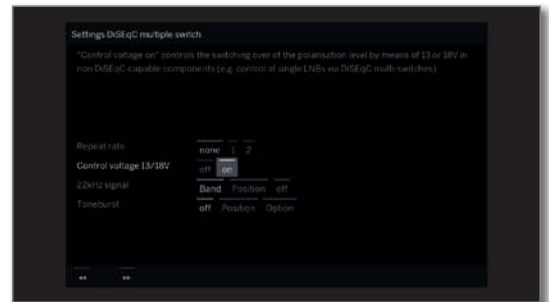 Settings DiSEqC multiple switch
"Control voltage on" controls the switching over of the polarisation level by means of 13 or 18V in
non DiSEqC-capable components (e.g. control of single LNBs via DiSEqC multi-switches)
Repeat rate none 1 2
Control voltage 13/18V off on
22kHz signal Band Position off
Toneburst off Position Option